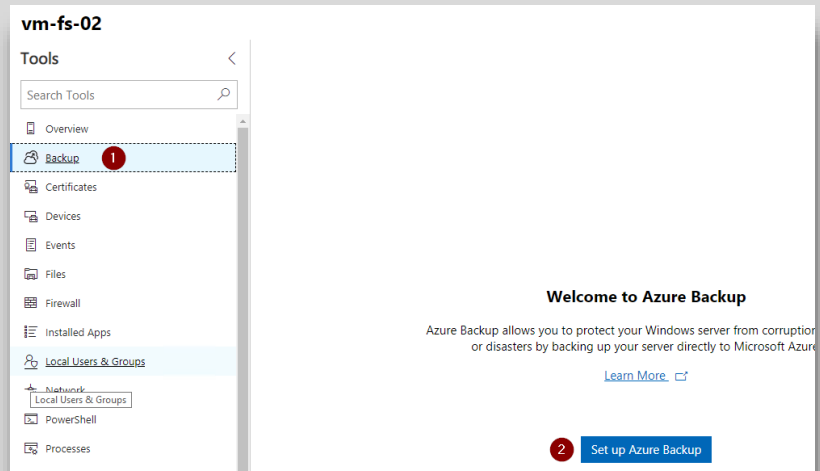 vm-fs-02
Tools
Search Tools
Overview
Backup 1
Certificates
Devices
Events
Files
Firewall
Installed Apps
Local Users & Groups
Network
Local Users & Groups
PowerShell
Processes
Welcome to Azure Backup
Azure Backup allows you to protect your Windows server from corruption
or disasters by backing up your server directly to Microsoft Azure
Learn More
2 Set up Azure Backup